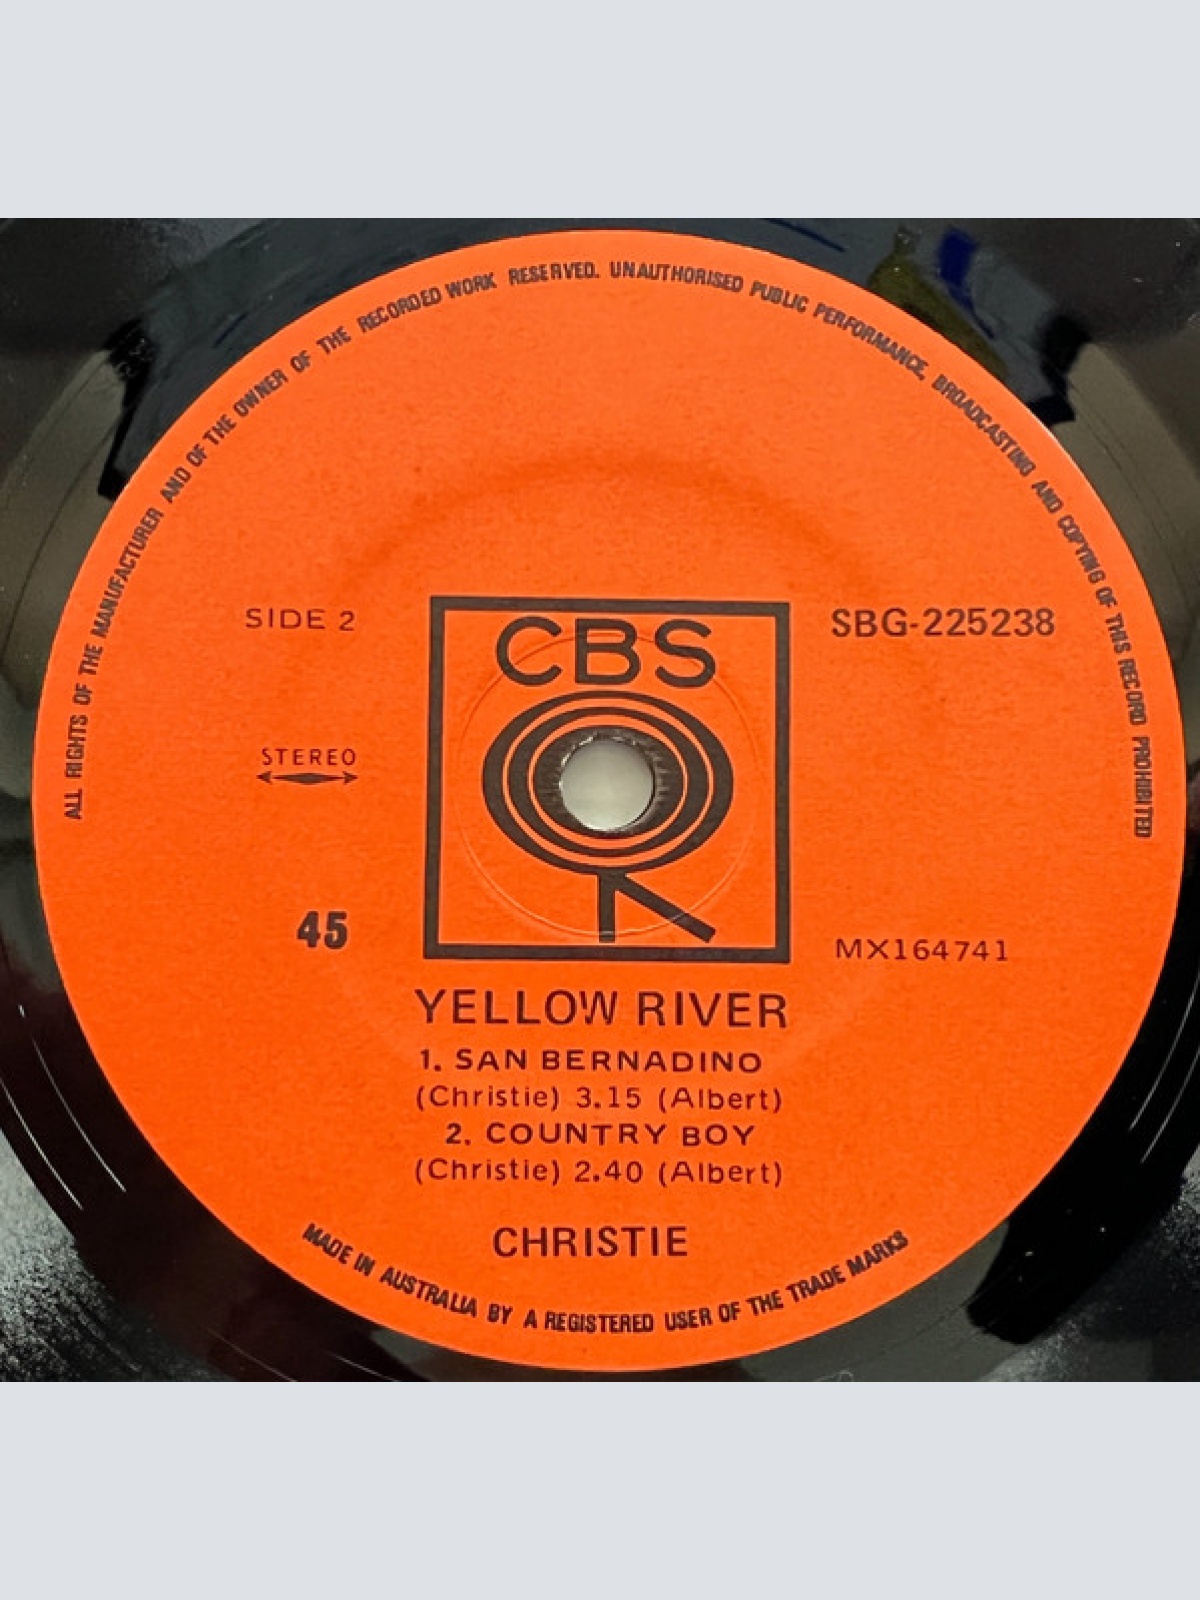 ALL RIGHTS OF THE MANUFACTURER AND OF THE OWNER OF THE RECORDED WORK RESERVED. UNAUTHORISED PUBLIC PERFORMANCE, BROADCASTING AND COPYING OF THIS RECORD PROHIBITED
SIDE 2
CBS
SBG-225238
STEREO
45
MX164741
YELLOW RIVER
1. SAN BERNADINO
(Christie) 3.15 (Albert)
2. COUNTRY BOY
(Christie) 2.40 (Albert)
CHRISTIE
MADE IN AUSTRALIA BY A REGISTERED USER OF THE TRADE MARKS